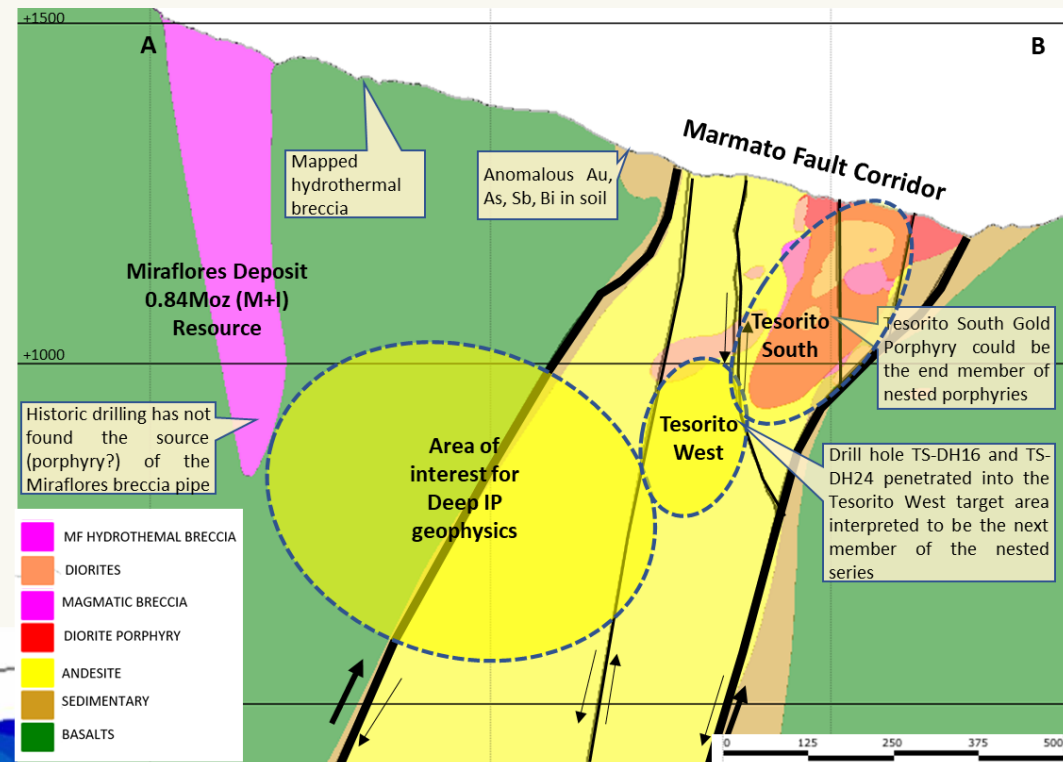 +1500
A
B
Marmato Fault Corridor
Mapped
hydrothermal
breccia
Anomalous Au,
As, Sb, Bi in soil
Miraflores Deposit
0.84Moz (M+I)
Resource
Tesorito
South
Tesorito South Gold
Porphyry could be
the end member of
nested porphyries
+1000
Historic drilling has not
found the source
(porphyry?) of the
Miraflores breccia pipe
Area of
interest for
Deep IP
geophysics
Tesorito
West
Drill hole TS-DH16 and TS-
DH24 penetrated into the
Tesorito West target area
interpreted to be the next
member of the nested
series
MF HYDROTHEMAL BRECCIA
DIORITES
MAGMATIC BRECCIA
DIORITE PORPHYRY
ANDESITE
SEDIMENTARY
BASALTS
0 125 250 375 500